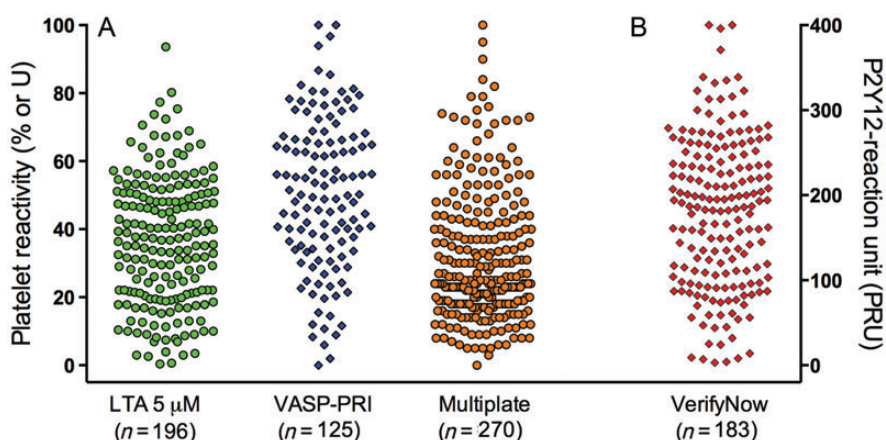 A
B
Platelet reactivity (% or U)
100
80
60
40
20
0
400
300
200
100
0
P2Y12-reaction unit (PRU)
LTA 5 μM
(n=196)
VASP-PRI
(n=125)
Multiplate
(n=270)
VerifyNow
(n=183)